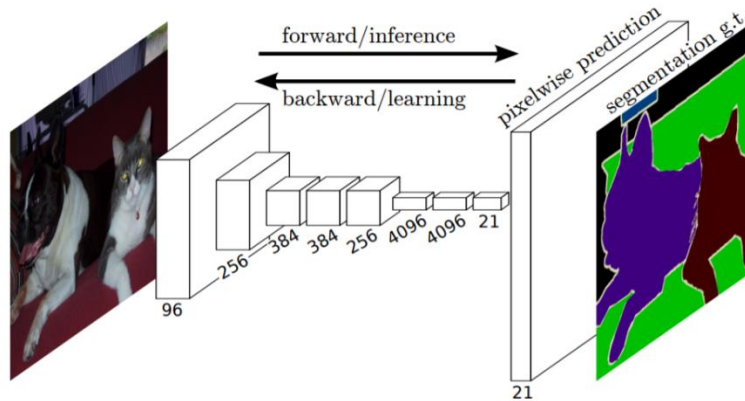 forward/inference
backward/learning
pixelwise prediction
segmentation g.t.
96
256
384
384
256
4096
4096
21
21